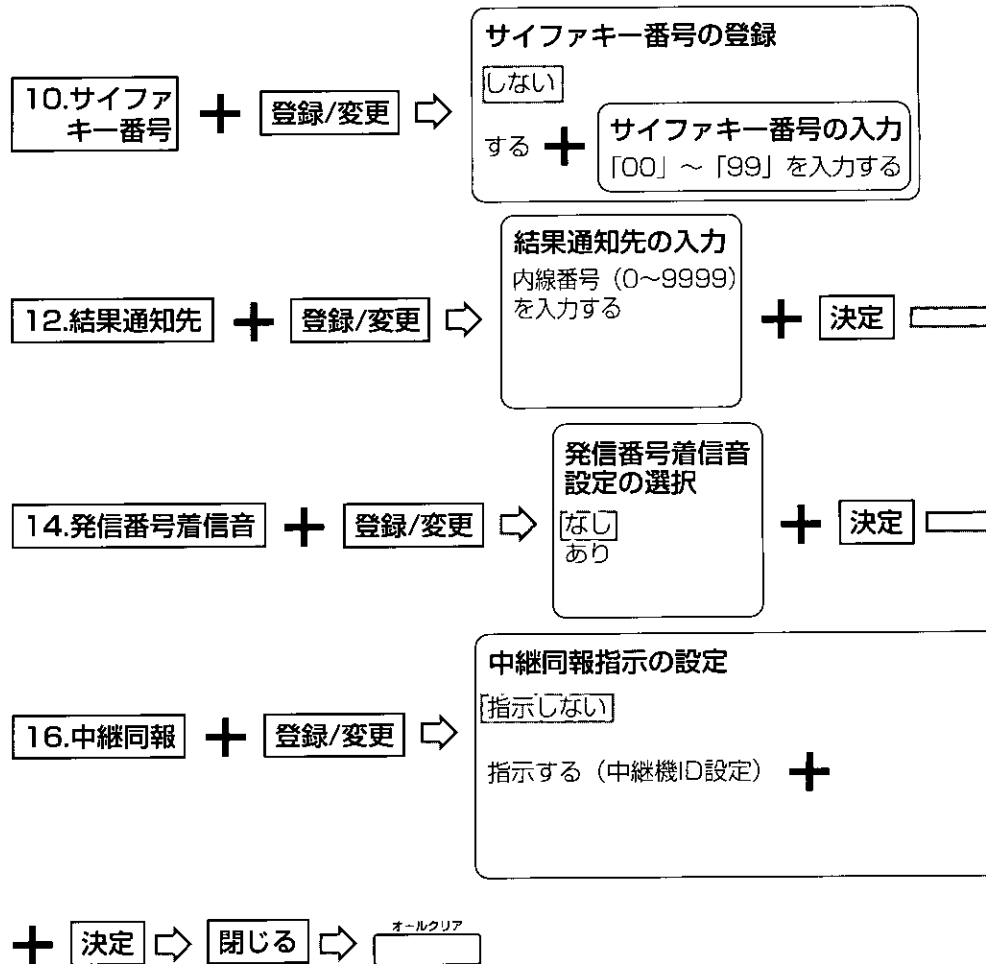 サイファキー番号の登録
しない
10.サイファ
キー番号
登録/変更
する
サイファキー番号の入力
「00」～「99」を入力する
結果通知先の入力
内線番号（0～9999）
を入力する
12.結果通知先
登録/変更
決定
発信番号着信音
設定の選択
14.発信番号着信音
登録/変更
なし
あり
決定
中継同報指示の設定
指示しない
16.中継同報
登録/変更
指示する（中継機ID設定）
決定
閉じる
オールクリア